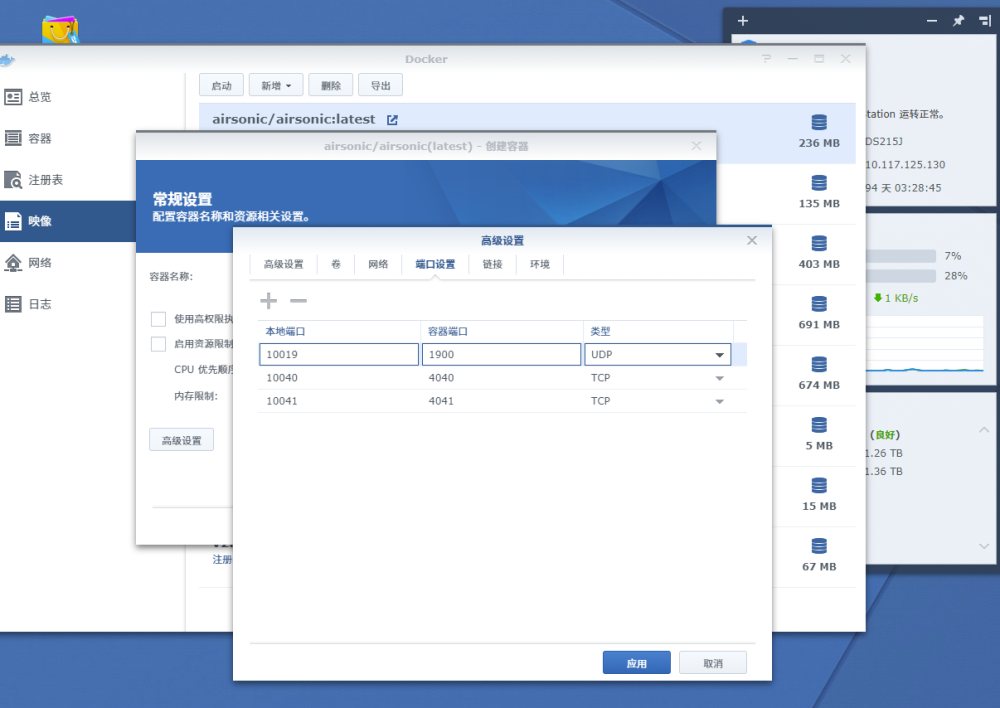 Docker
总览
容器
注册表
映像
网络
日志
启动
新增
删除
导出
airsonic/airsonic:latest
236 MB
135 MB
403 MB
691 MB
674 MB
5 MB
15 MB
67 MB
注册
airsonic/airsonic(latest) - 创建容器
常规设置
配置容器名称和资源相关设置。
容器名称:
使用高权限执
启用资源限制
CPU 优先顺序
内存限制:
高级设置
高级设置
高级设置 卷 网络 端口设置 链接 环境
本地端口 容器端口 类型
10019 1900 UDP
10040 4040 TCP
10041 4041 TCP
应用 取消
tation 运转正常。
DS215J
10.117.125.130
94 天 03:28:45
7%
28%
1 KB/s
(良好)
1.26 TB
1.36 TB